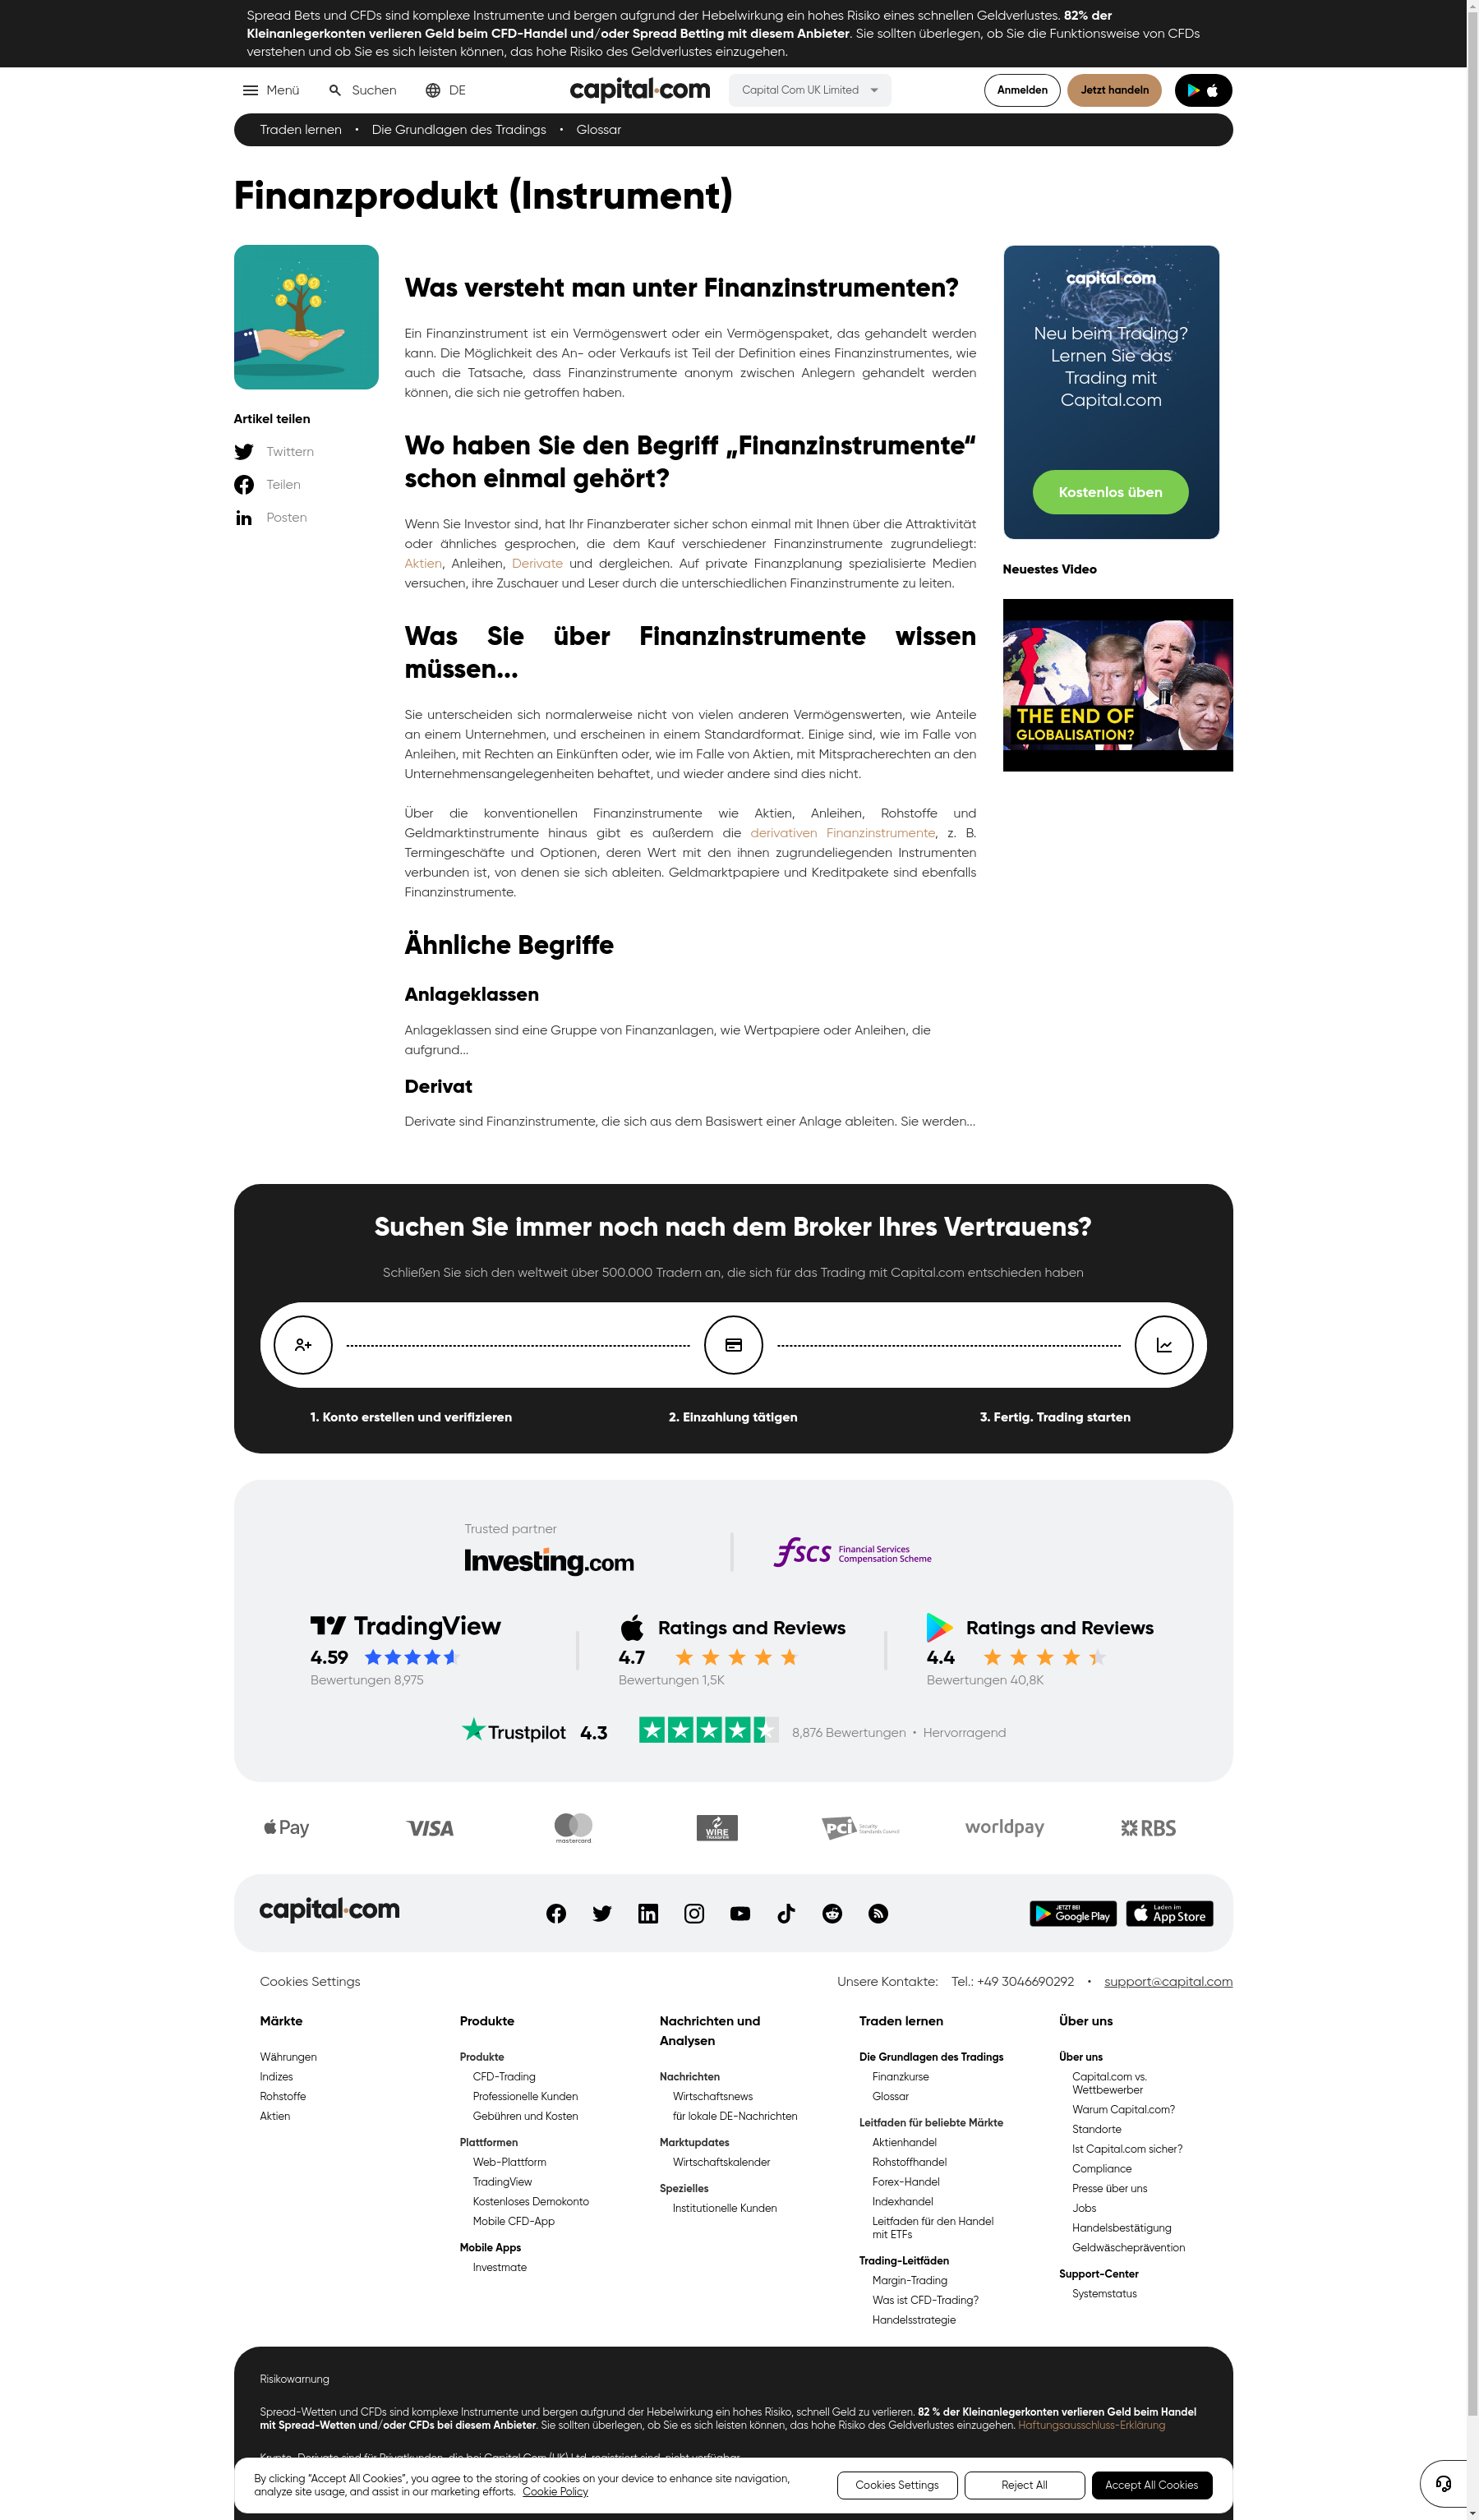 Spread Bets und CFDs sind komplexe Instrumente und bergen aufgrund der Hebelwirkung ein hohes Risiko eines schnellen Geldverlustes. 82% der
Kleinanlegerkonten verlieren Geld beim CFD-Handel und/oder Spread Betting mit diesem Anbieter. Sie sollten überlegen, ob Sie die Funktionsweise von CFDs
verstehen und ob Sie es sich leisten können, das hohe Risiko des Geldverlustes einzugehen.
Menü
Suchen
DE
capital.com
Capital Com UK Limited
Anmelden
Jetzt handeln
Traden lernen • Die Grundlagen des Tradings • Glossar
Finanzprodukt (Instrument)
Artikel teilen
Twittern
Teilen
Posten
Was versteht man unter Finanzinstrumenten?
Ein Finanzinstrument ist ein Vermögenswert oder ein Vermögenspaket, das gehandelt werden
kann. Die Möglichkeit des An- oder Verkaufs ist Teil der Definition eines Finanzinstrumentes, wie
auch die Tatsache, dass Finanzinstrumente anonym zwischen Anlegern gehandelt werden
können, die sich nie getroffen haben.
Wo haben Sie den Begriff „Finanzinstrumente“
schon einmal gehört?
Wenn Sie Investor sind, hat Ihr Finanzberater sicher schon einmal mit Ihnen über die Attraktivität
oder ähnliches gesprochen, die dem Kauf verschiedener Finanzinstrumente zugrundeliegt:
Aktien, Anleihen, Derivate und dergleichen. Auf private Finanzplanung spezialisierte Medien
versuchen, ihre Zuschauer und Leser durch die unterschiedlichen Finanzinstrumente zu leiten.
Was Sie über Finanzinstrumente wissen
müssen...
Sie unterscheiden sich normalerweise nicht von vielen anderen Vermögenswerten, wie Anteile
an einem Unternehmen, und erscheinen in einem Standardformat. Einige sind, wie im Falle von
Anleihen, mit Rechten an Einkünften oder, wie im Falle von Aktien, mit Mitspracherechten an den
Unternehmensangelegenheiten behaftet, und wieder andere sind dies nicht.
Über die konventionellen Finanzinstrumente wie Aktien, Anleihen, Rohstoffe und
Geldmarktinstrumente hinaus gibt es außerdem die derivativen Finanzinstrumente, z. B.
Termingeschäfte und Optionen, deren Wert mit den ihnen zugrundeliegenden Instrumenten
verbunden ist, von denen sie sich ableiten. Geldmarktpapiere und Kreditpakete sind ebenfalls
Finanzinstrumente.
Ähnliche Begriffe
Anlageklassen
Anlageklassen sind eine Gruppe von Finanzanlagen, wie Wertpapiere oder Anleihen, die
aufgrund...
Derivat
Derivate sind Finanzinstrumente, die sich aus dem Basiswert einer Anlage ableiten. Sie werden...
capital.com
Neu beim Trading?
Lernen Sie das
Trading mit
Capital.com
Kostenlos üben
Neuestes Video
THE END OF
GLOBALISATION?
Suchen Sie immer noch nach dem Broker Ihres Vertrauens?
Schließen Sie sich den weltweit über 500.000 Tradern an, die sich für das Trading mit Capital.com entschieden haben
1. Konto erstellen und verifizieren
2. Einzahlung tätigen
3. Fertig. Trading starten
Trusted partner
Investing.com
fscs Financial Services
Compensation Scheme
TradingView
4.59
Bewertungen 8,975
Ratings and Reviews
4.7
Bewertungen 1,5K
Ratings and Reviews
4.4
Bewertungen 40,8K
Trustpilot 4.3 8,876 Bewertungen • Hervorragend
Pay
VISA
mastercard
WIRE
TRANSFER
PCI Security
Standards Council
worldpay
RBS
capital.com
JETZT BEI
Google Play
Laden im
App Store
Cookies Settings
Unsere Kontakte: Tel.: +49 3046690292 • support@capital.com
Märkte
Währungen
Indizes
Rohstoffe
Aktien
Produkte
Produkte
CFD-Trading
Professionelle Kunden
Gebühren und Kosten
Plattformen
Web-Plattform
TradingView
Kostenloses Demokonto
Mobile CFD-App
Mobile Apps
Investmate
Nachrichten und
Analysen
Nachrichten
Wirtschaftsnews
für lokale DE-Nachrichten
Marktupdates
Wirtschaftskalender
Spezielles
Institutionelle Kunden
Traden lernen
Die Grundlagen des Tradings
Finanzkurse
Glossar
Leitfaden für beliebte Märkte
Aktienhandel
Rohstoffhandel
Forex-Handel
Indexhandel
Leitfaden für den Handel
mit ETFs
Trading-Leitfäden
Margin-Trading
Was ist CFD-Trading?
Handelsstrategie
Über uns
Über uns
Capital.com vs.
Wettbewerber
Warum Capital.com?
Standorte
Ist Capital.com sicher?
Compliance
Presse über uns
Jobs
Handelsbestätigung
Geldwäscheprävention
Support-Center
Systemstatus
Risikowarnung
Spread-Wetten und CFDs sind komplexe Instrumente und bergen aufgrund der Hebelwirkung ein hohes Risiko, schnell Geld zu verlieren. 82 % der Kleinanlegerkonten verlieren Geld beim Handel
mit Spread-Wetten und/oder CFDs bei diesem Anbieter. Sie sollten überlegen, ob Sie es sich leisten können, das hohe Risiko des Geldverlustes einzugehen. Haftungsausschluss-Erklärung
Krypto-Derivate sind für Privatkunden, die bei Capital Com (UK) Ltd. registriert sind, nicht verfügbar.
By clicking “Accept All Cookies”, you agree to the storing of cookies on your device to enhance site navigation,
analyze site usage, and assist in our marketing efforts. Cookie Policy
Cookies Settings
Reject All
Accept All Cookies